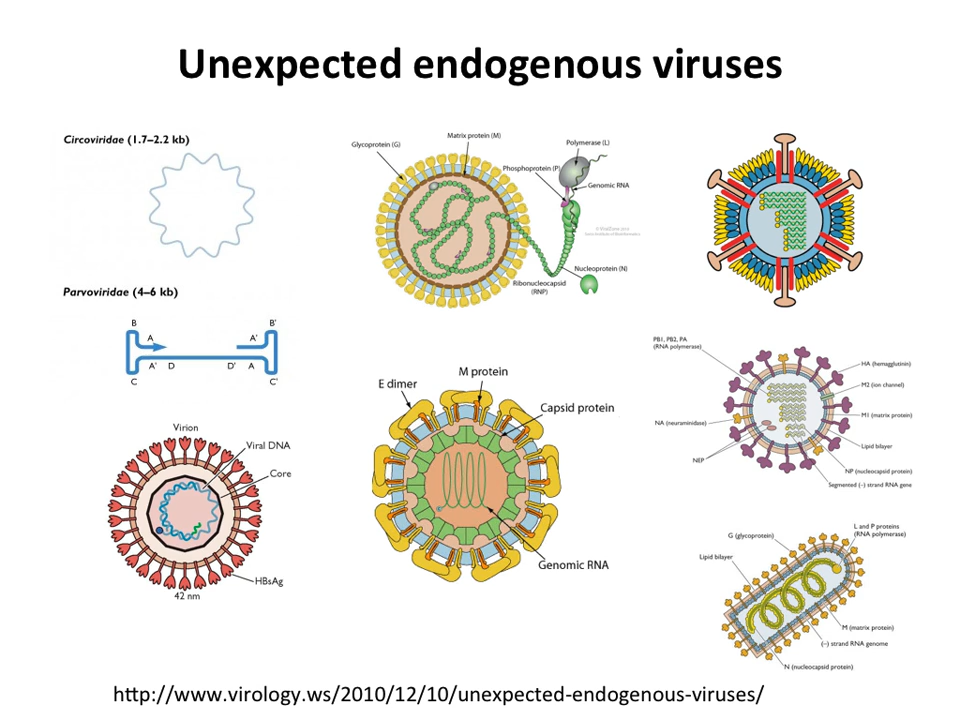 Unexpected endogenous viruses
Circoviridae (1.7–2.2 kb)
Parvoviridae (4–6 kb)
B
B'
A
A'
A'
D
D'
A
C
C'
Virion
Viral DNA
Core
HBsAg
42 nm
Glycoprotein (G)
Matrix protein (M)
Polymerase (L)
Phosphoprotein (P)
Genomic RNA
Nucleoprotein (N)
Ribonucleocapsid
(RNP)
E dimer
M protein
Capsid protein
Genomic RNA
PB1, PB2, PA
(RNA polymerase)
HA (hemagglutinin)
M2 (ion channel)
M1 (matrix protein)
NA (neuraminidase)
Lipid bilayer
NEP
NP (nucleocapsid protein)
Segmented (–) strand RNA gene
L and P proteins
(RNA polymerase)
G (glycoprotein)
Lipid bilayer
M (matrix protein)
(–) strand RNA genome
N (nucleocapsid protein)
http://www.virology.ws/2010/12/10/unexpected-endogenous-viruses/